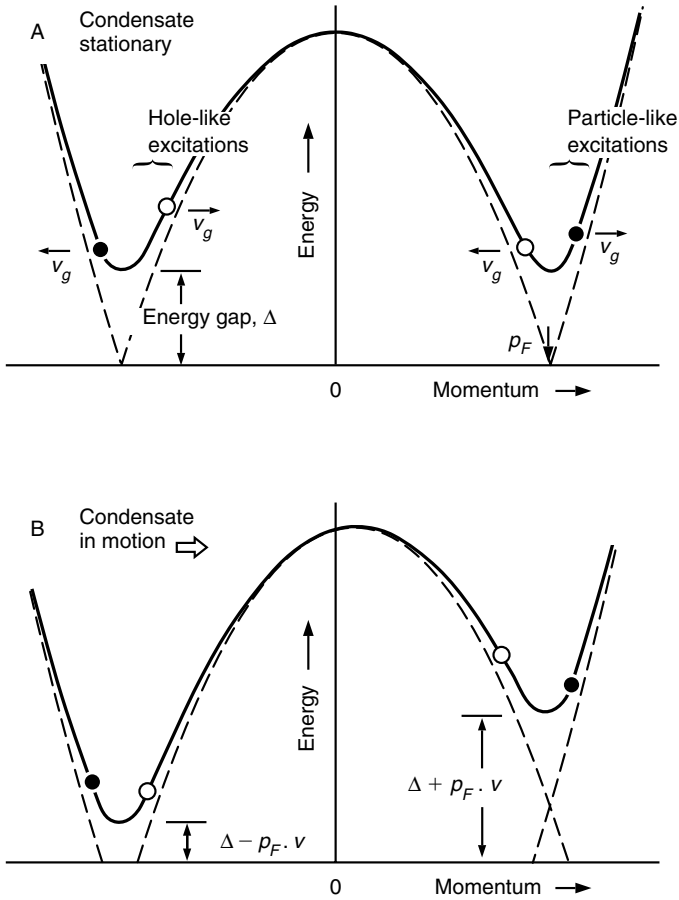 A
Condensate
stationary
Hole-like
excitations
Particle-like
excitations
Energy
v_g
v_g
v_g
v_g
Energy gap, Δ
p_F
0
Momentum
B
Condensate
in motion
Energy
Δ + p_F . v
Δ − p_F . v
0
Momentum